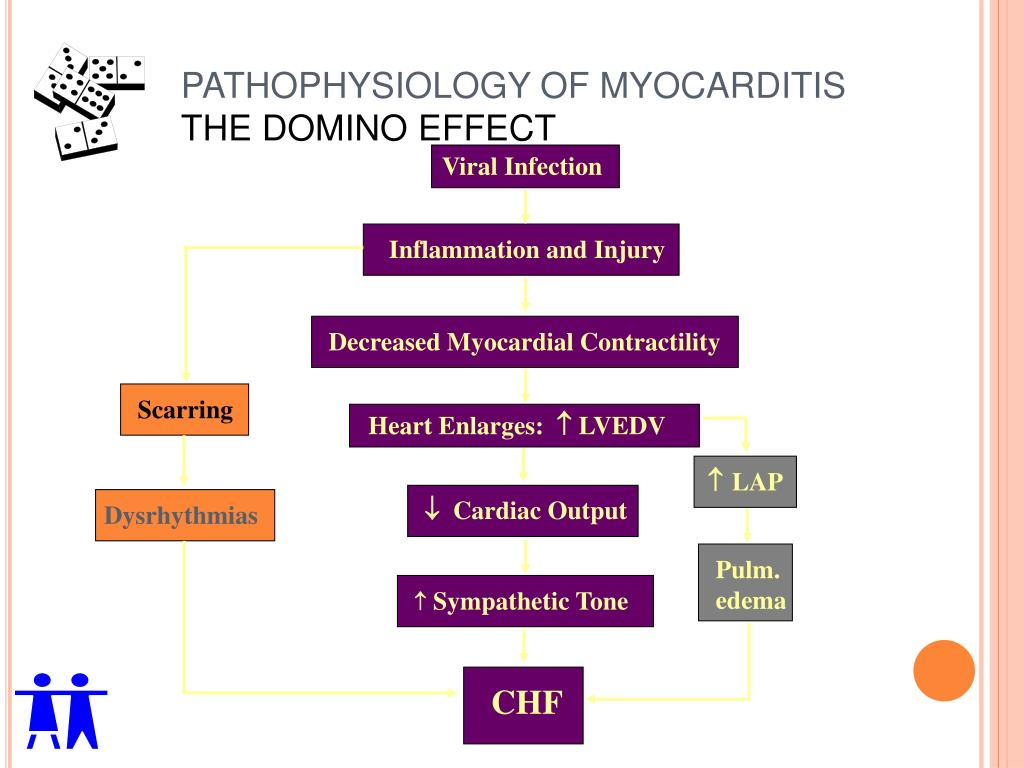 PATHOPHYSIOLOGY OF MYOCARDITIS
THE DOMINO EFFECT
Viral Infection
Inflammation and Injury
Decreased Myocardial Contractility
Scarring
Heart Enlarges: ↑ LVEDV
↑ LAP
Dysrhythmias
↓ Cardiac Output
Pulm.
edema
↑ Sympathetic Tone
CHF